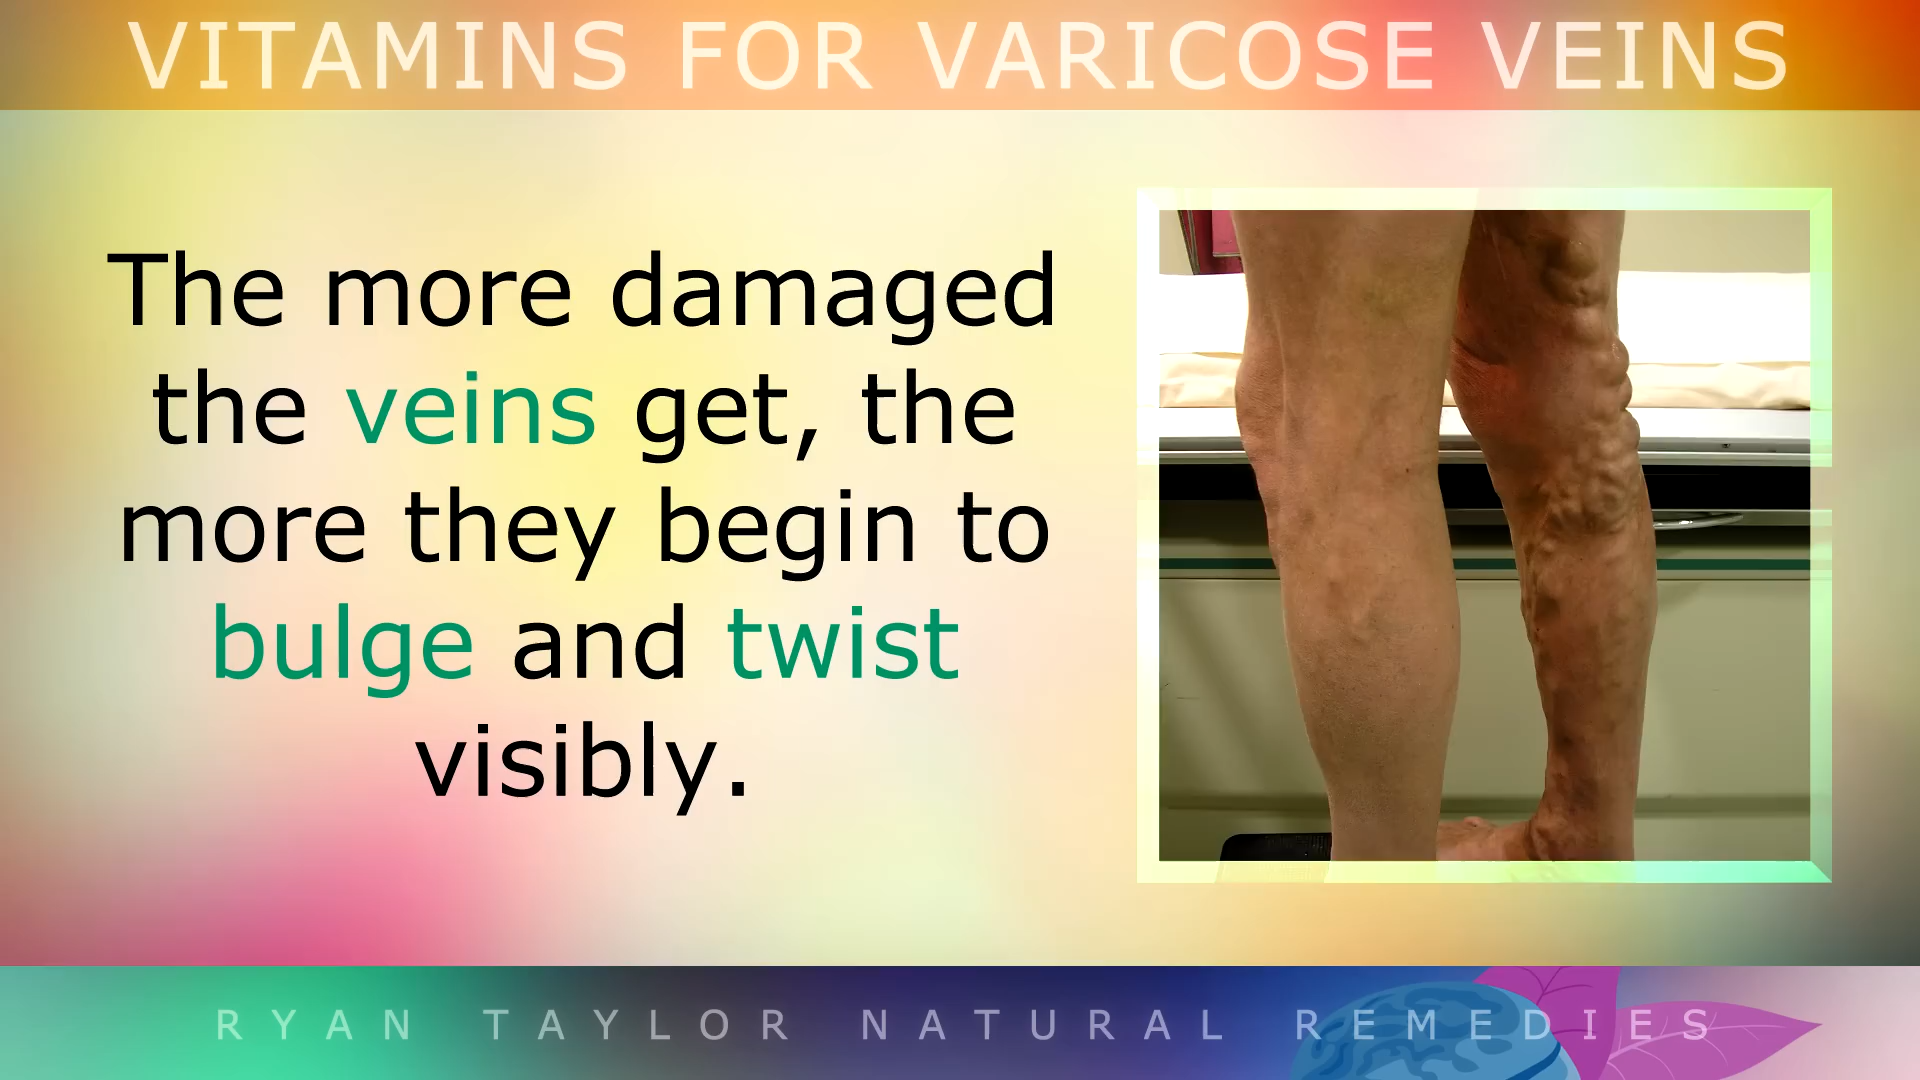 VITAMINS FOR VARICOSE VEINS
The more damaged
the veins get, the
more they begin to
bulge and twist
visibly.
RYAN TAYLOR NATURAL REMEDIES